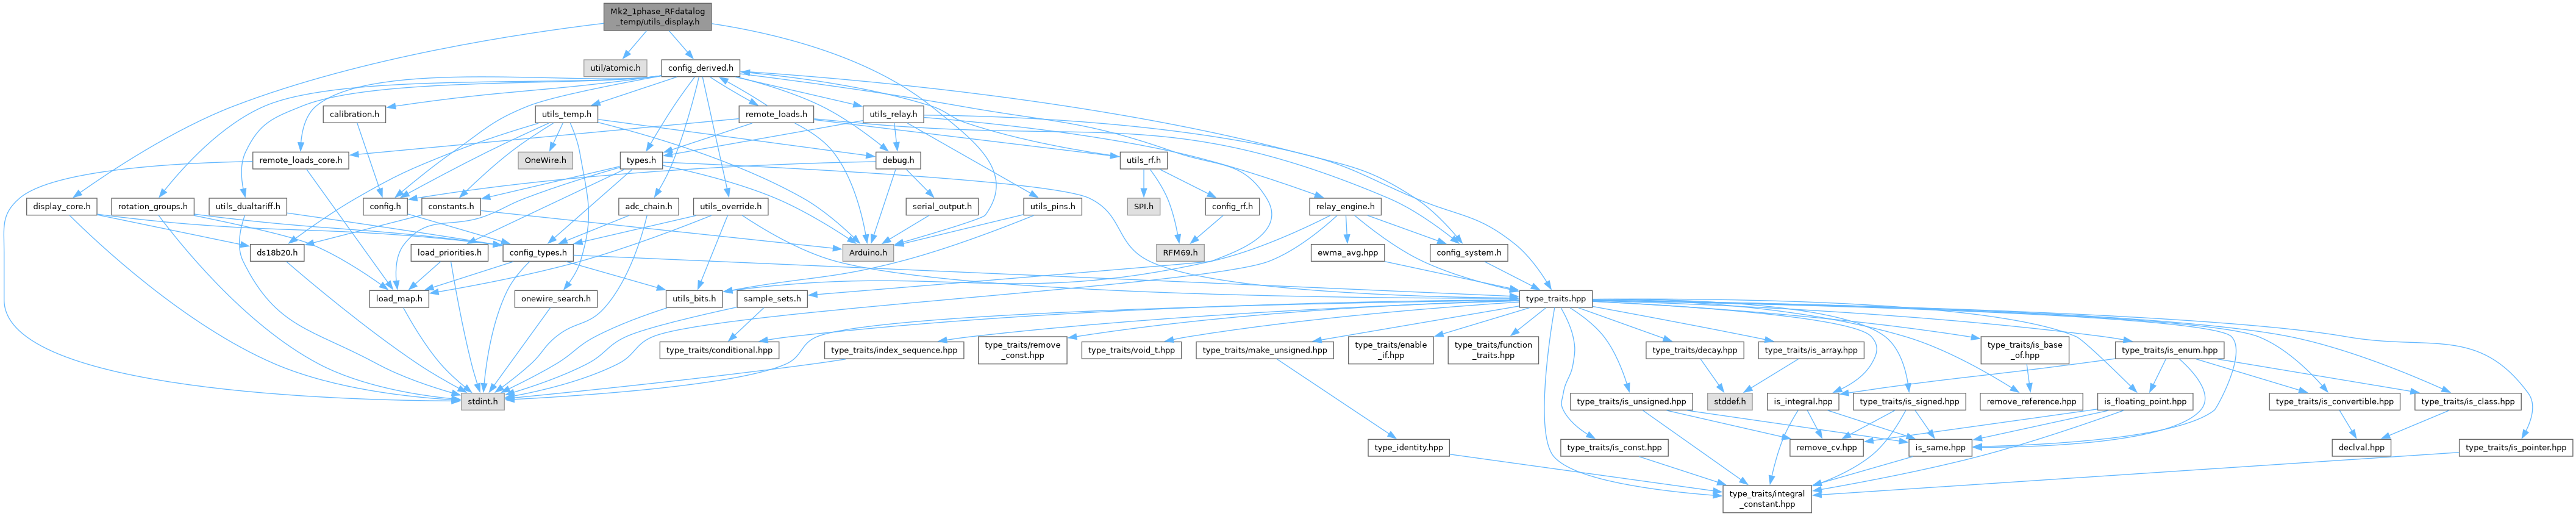 Mk2_1phase_RFdatalog
_temp/utils_display.h
util/atomic.h
config_derived.h
calibration.h
utils_temp.h
remote_loads.h
utils_relay.h
remote_loads_core.h
OneWire.h
types.h
debug.h
utils_rf.h
display_core.h
rotation_groups.h
utils_dualtariff.h
config.h
constants.h
adc_chain.h
utils_override.h
serial_output.h
utils_pins.h
SPI.h
config_rf.h
relay_engine.h
ds18b20.h
load_priorities.h
config_types.h
Arduino.h
RFM69.h
ewma_avg.hpp
config_system.h
load_map.h
onewire_search.h
utils_bits.h
sample_sets.h
type_traits.hpp
type_traits/conditional.hpp
type_traits/index_sequence.hpp
type_traits/remove
_const.hpp
type_traits/void_t.hpp
type_traits/make_unsigned.hpp
type_traits/enable
_if.hpp
type_traits/function
_traits.hpp
type_traits/decay.hpp
type_traits/is_array.hpp
type_traits/is_base
_of.hpp
type_traits/is_enum.hpp
stdint.h
type_traits/is_unsigned.hpp
stddef.h
is_integral.hpp
type_traits/is_signed.hpp
remove_reference.hpp
is_floating_point.hpp
type_traits/is_convertible.hpp
type_traits/is_class.hpp
type_identity.hpp
type_traits/is_const.hpp
remove_cv.hpp
is_same.hpp
declval.hpp
type_traits/is_pointer.hpp
type_traits/integral
_constant.hpp